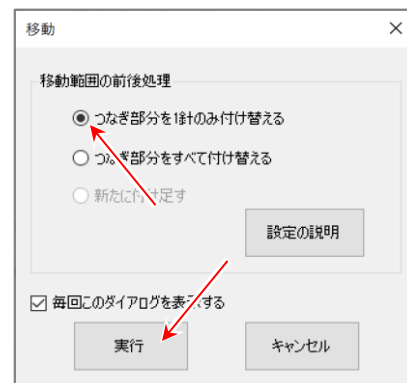 移動
移動範囲の前後処理
つなぎ部分を1針のみ付け替える
つなぎ部分をすべて付け替える
新たに付け足す
設定の説明
毎回このダイアログを表示する
実行
キャンセル